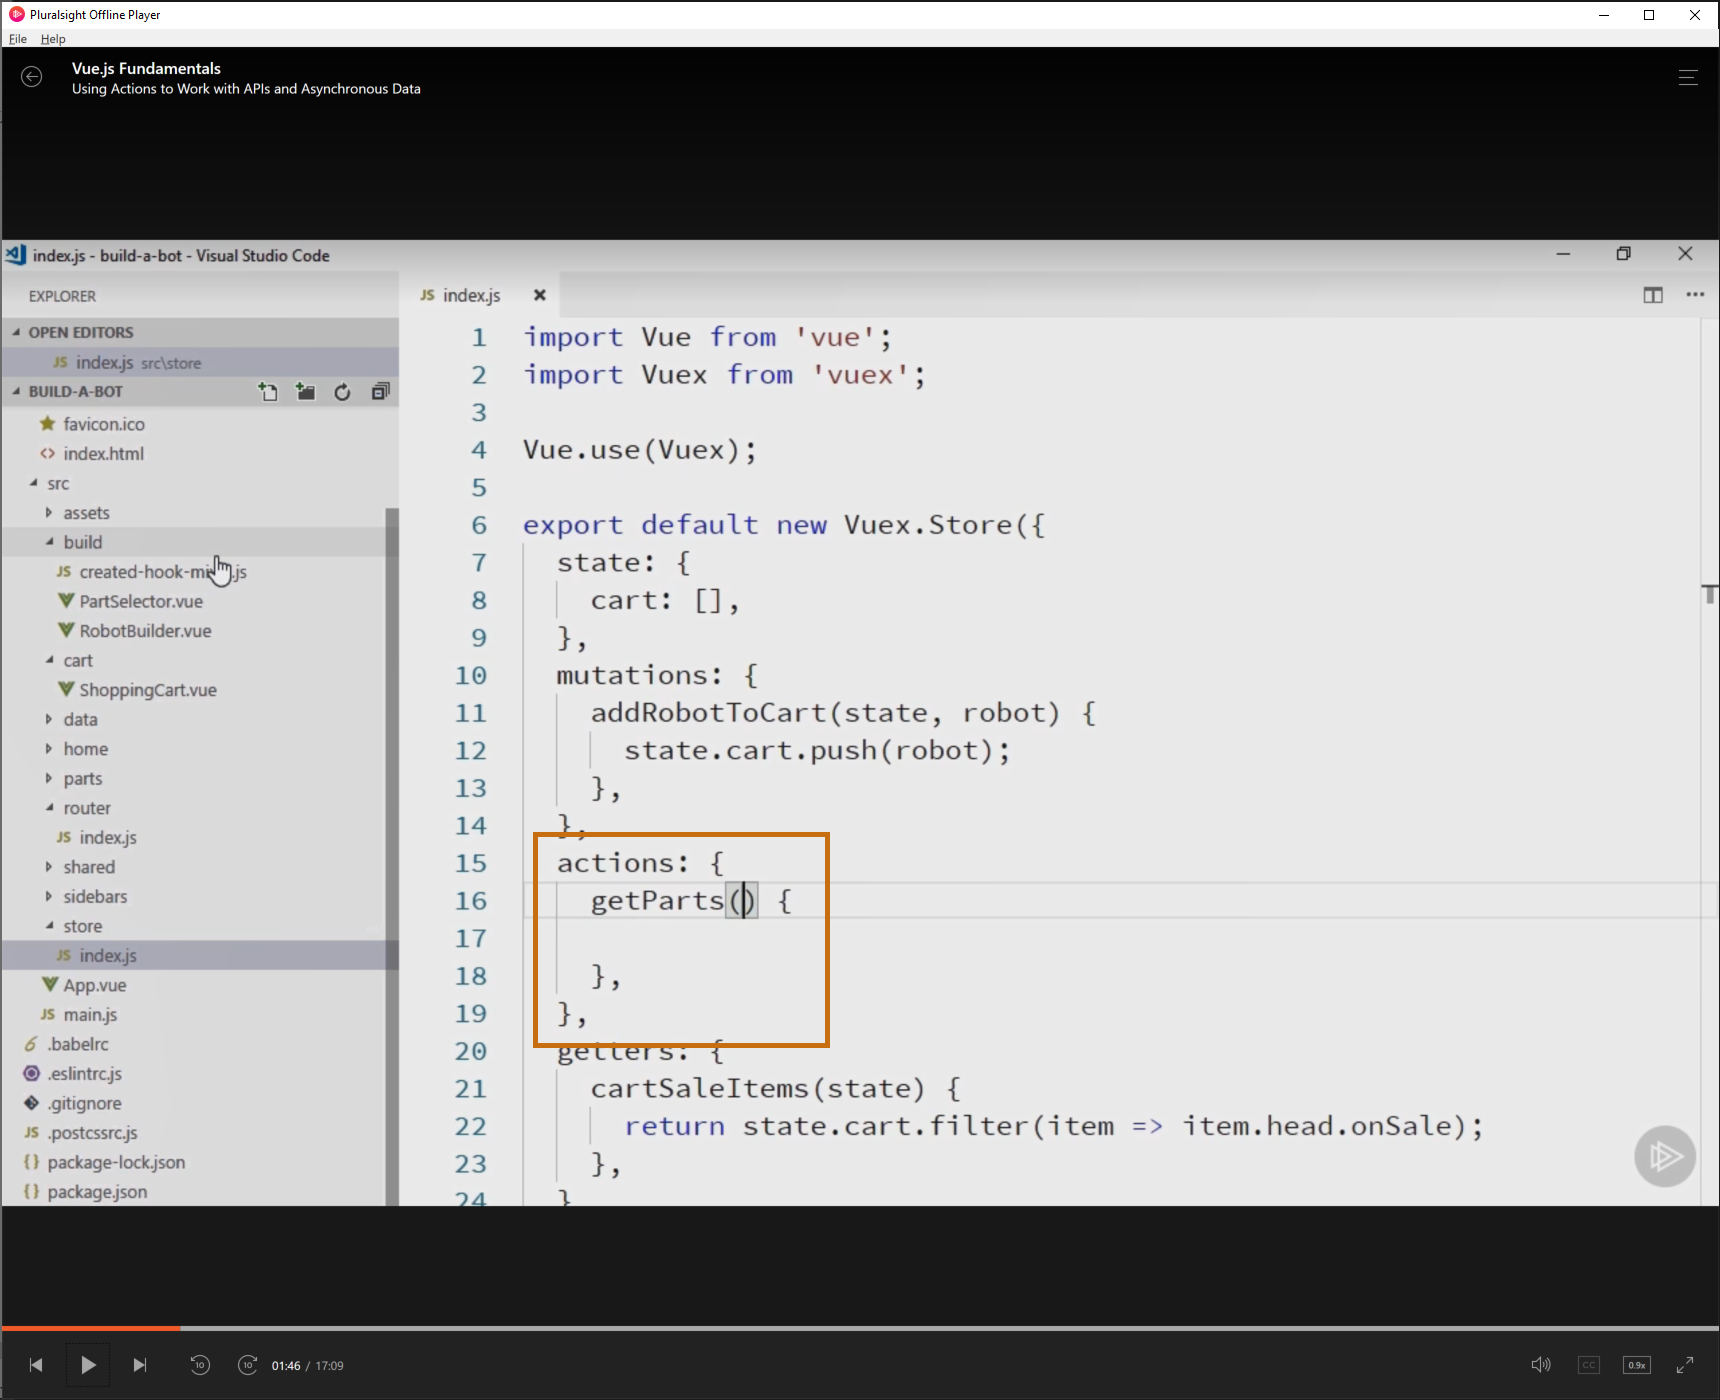 Pluralsight Offline Player
File Help
Vue.js Fundamentals
Using Actions to Work with APIs and Asynchronous Data
index.js - build-a-bot - Visual Studio Code
EXPLORER
OPEN EDITORS
JS index.js src\store
BUILD-A-BOT
favicon.ico
<> index.html
src
assets
build
JS created-hook-mi .js
PartSelector.vue
RobotBuilder.vue
cart
ShoppingCart.vue
data
home
parts
router
JS index.js
shared
sidebars
store
JS index.js
App.vue
JS main.js
.babelrc
.eslintrc.js
.gitignore
JS .postcssrc.js
{} package-lock.json
{} package.json
JS index.js
1 import Vue from 'vue';
2 import Vuex from 'vuex';
3
4 Vue.use(Vuex);
5
6 export default new Vuex.Store({
7 state: {
8 cart: [],
9 },
10 mutations: {
11 addRobotToCart(state, robot) {
12 state.cart.push(robot);
13 },
14 },
15 actions: {
16 getParts() {
17
18 },
19 },
20 getters: {
21 cartSaleItems(state) {
22 return state.cart.filter(item => item.head.onSale);
23 },
24 }
10 10 01:46 / 17:09
CC 0.9x